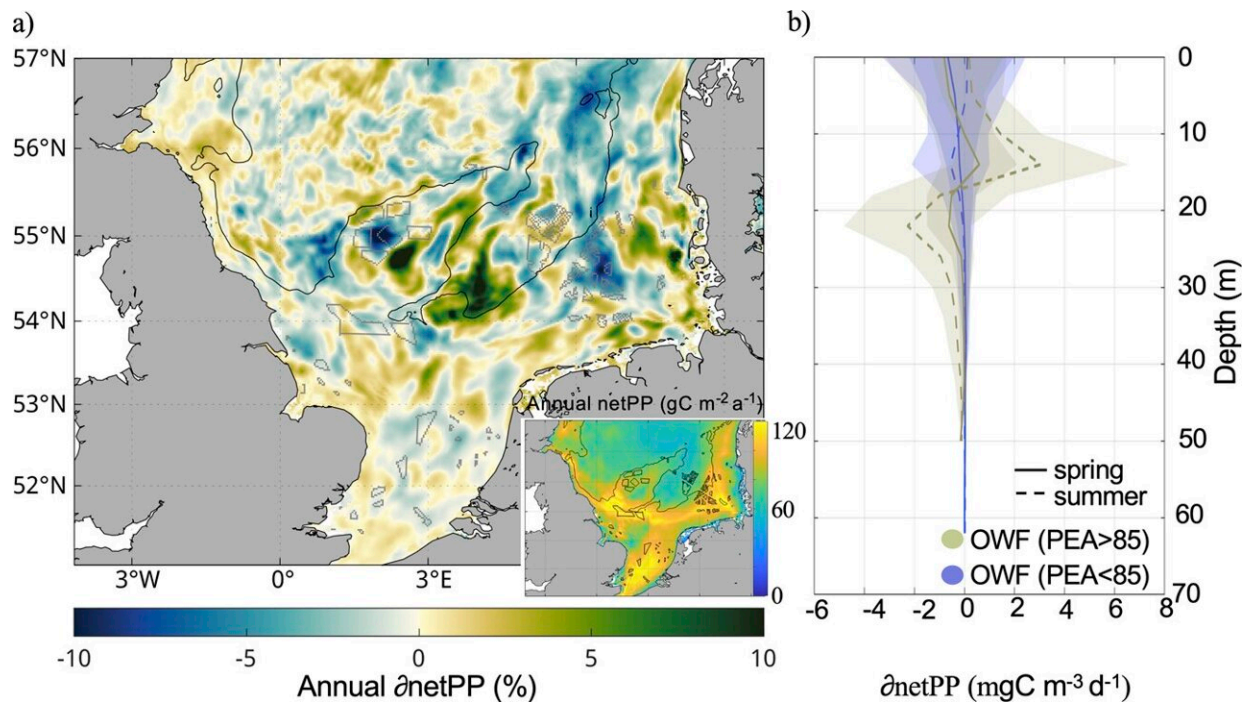 a)
57°N
56°N
55°N
54°N
53°N
52°N
3°W
0°
3°E
Annual netPP (gC m⁻² a⁻¹)
120
60
0
-10
-5
0
5
10
Annual ∂netPP (%)
b)
0
10
20
30
40
50
60
70
Depth (m)
spring
summer
OWF (PEA>85)
OWF (PEA<85)
-6
-4
-2
0
2
4
6
8
∂netPP (mgC m⁻³ d⁻¹)